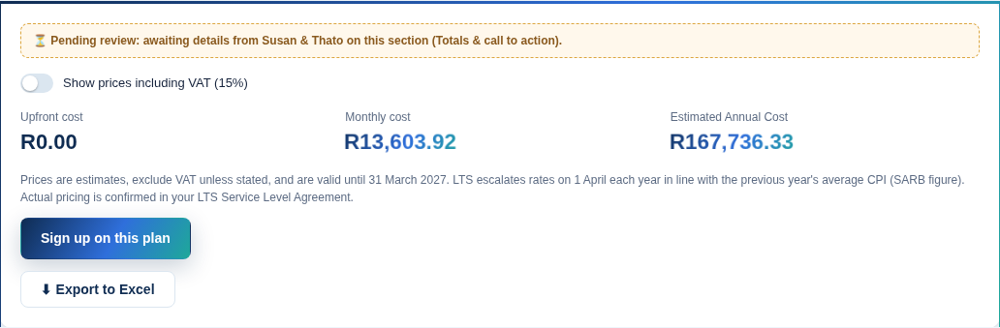 ⏳ Pending review: awaiting details from Susan & Thato on this section (Totals & call to action).
Show prices including VAT (15%)
Upfront cost
R0.00
Monthly cost
R13,603.92
Estimated Annual Cost
R167,736.33
Prices are estimates, exclude VAT unless stated, and are valid until 31 March 2027. LTS escalates rates on 1 April each year in line with the previous year's average CPI (SARB figure).
Actual pricing is confirmed in your LTS Service Level Agreement.
Sign up on this plan
⬇ Export to Excel